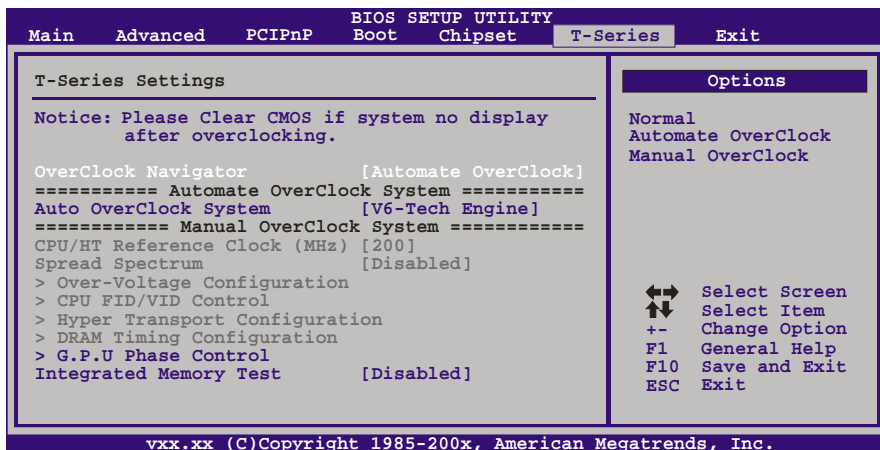 BIOS SETUP UTILITY
Main Advanced PCIPnP Boot Chipset T-Series Exit
T-Series Settings
Notice: Please Clear CMOS if system no display
after overclocking.
OverClock Navigator [Automate OverClock]
=========== Automate OverClock System ===========
Auto OverClock System [V6-Tech Engine]
============ Manual OverClock System ============
CPU/HT Reference Clock (MHz) [200]
Spread Spectrum [Disabled]
> Over-Voltage Configuration
> CPU FID/VID Control
> Hyper Transport Configuration
> DRAM Timing Configuration
> G.P.U Phase Control
Integrated Memory Test [Disabled]
Options
Normal
Automate OverClock
Manual OverClock
Select Screen
Select Item
+- Change Option
F1 General Help
F10 Save and Exit
ESC Exit
vxx.xx (C)Copyright 1985-200x, American Megatrends, Inc.